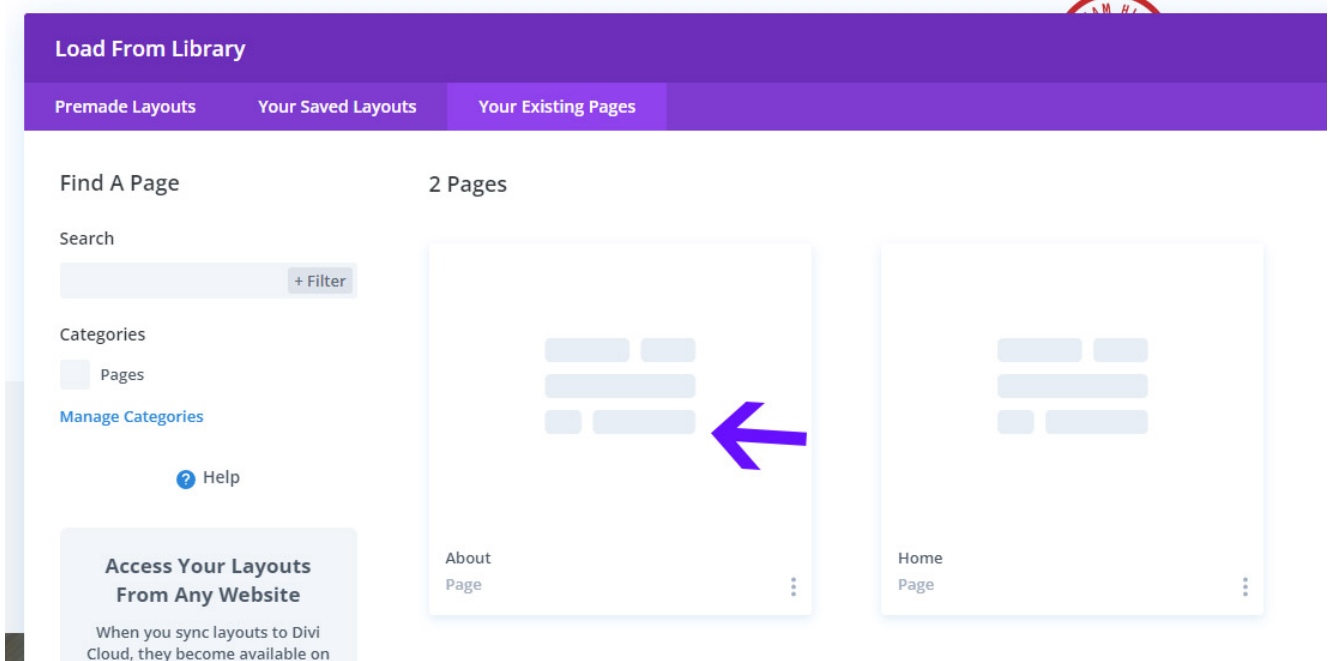 AM HI
Load From Library
Premade Layouts Your Saved Layouts Your Existing Pages
Find A Page
2 Pages
Search
+ Filter
Categories
Pages
Manage Categories
? Help
Access Your Layouts
From Any Website
When you sync layouts to Divi
Cloud, they become available on
About
Page
Home
Page